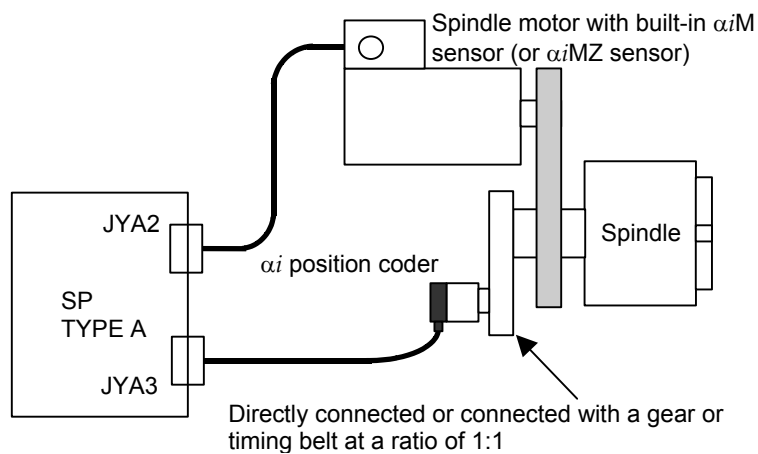 Spindle motor with built-in αiM
sensor (or αiMZ sensor)
JYA2
Spindle
αi position coder
SP
TYPE A
JYA3
Directly connected or connected with a gear or
timing belt at a ratio of 1:1